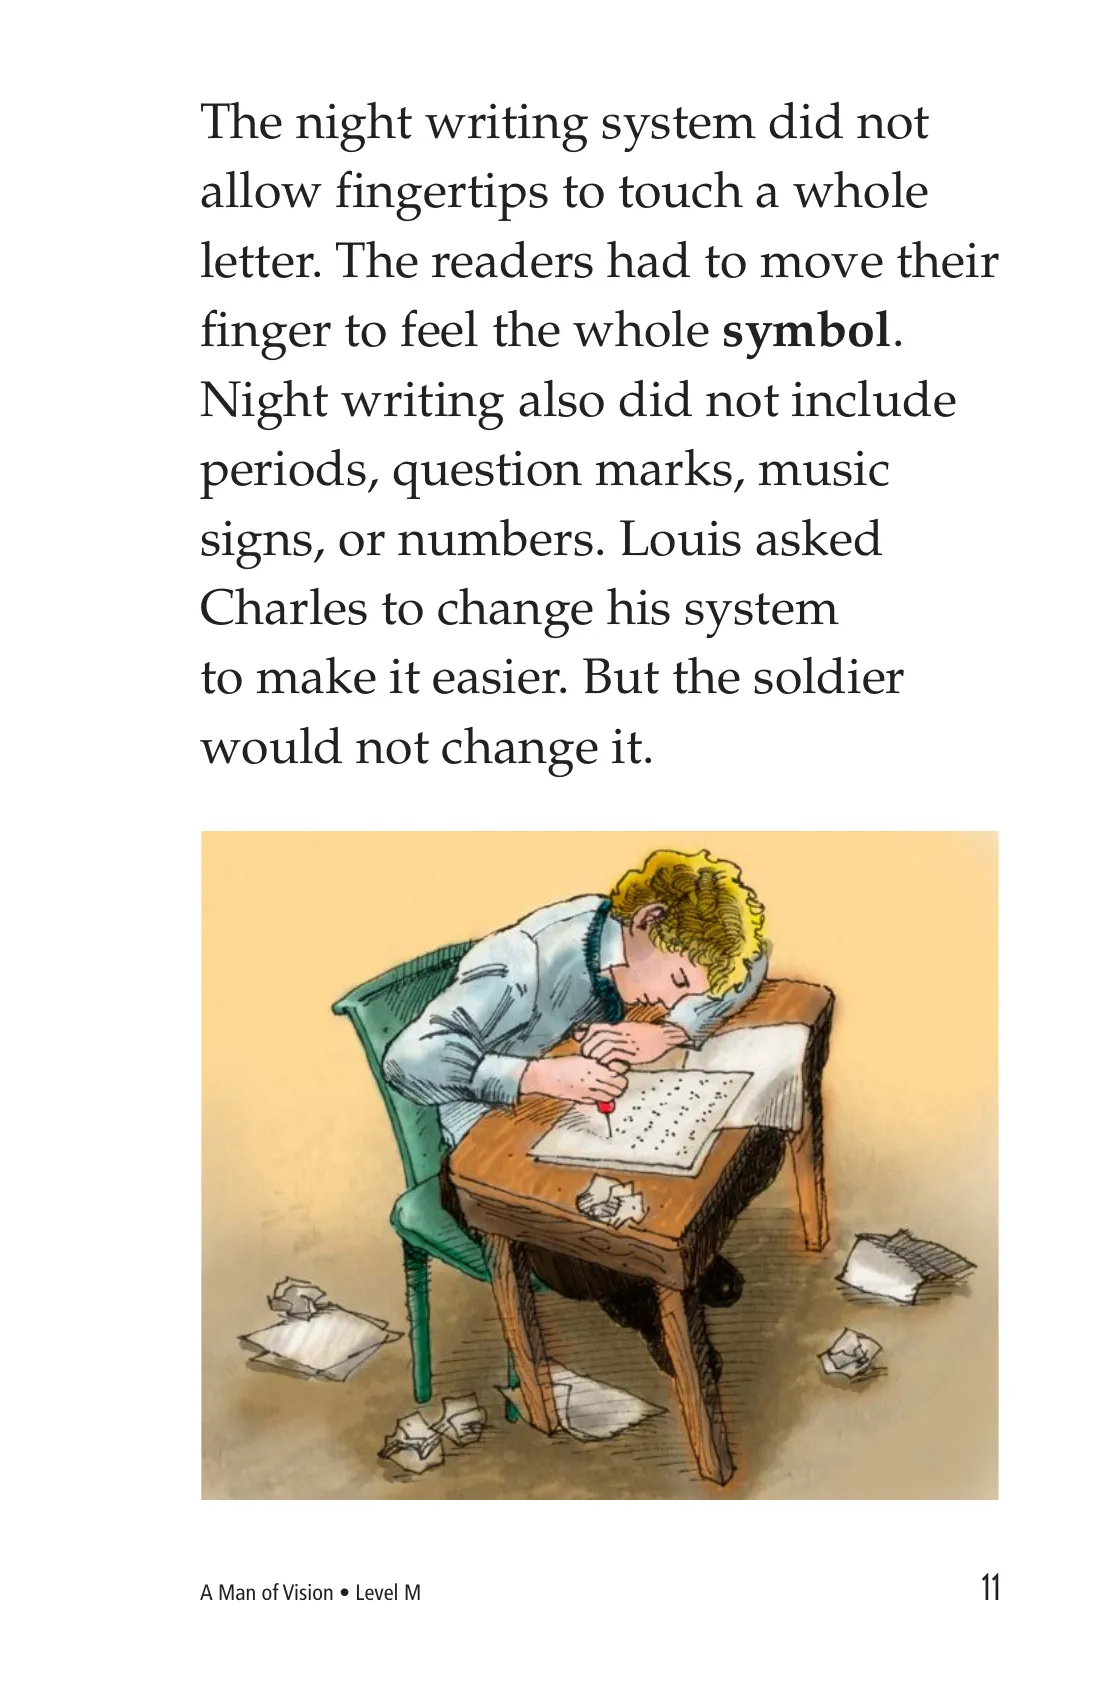 The night writing system did not
allow fingertips to touch a whole
letter. The readers had to move their
finger to feel the whole symbol.
Night writing also did not include
periods, question marks, music
signs, or numbers. Louis asked
Charles to change his system
to make it easier. But the soldier
would not change it.
A Man of Vision • Level M
11